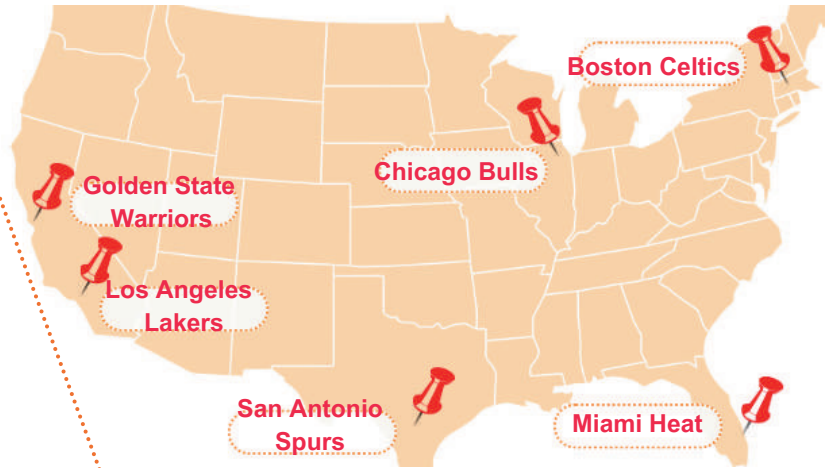 Boston Celtics
Chicago Bulls
Golden State
Warriors
Los Angeles
Lakers
San Antonio
Spurs
Miami Heat